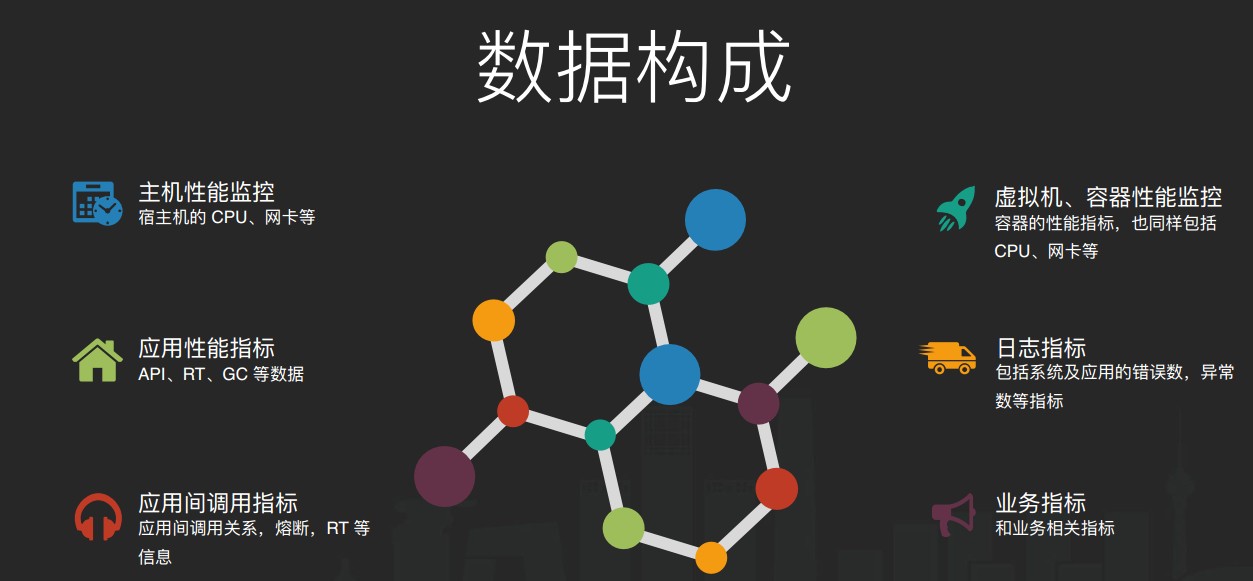 数据构成
主机性能监控
宿主机的 CPU、网卡等
应用性能指标
API、RT、GC 等数据
应用间调用指标
应用间调用关系，熔断，RT 等
信息
虚拟机、容器性能监控
容器的性能指标，也同样包括
CPU、网卡等
日志指标
包括系统及应用的错误数，异常
数等指标
业务指标
和业务相关指标